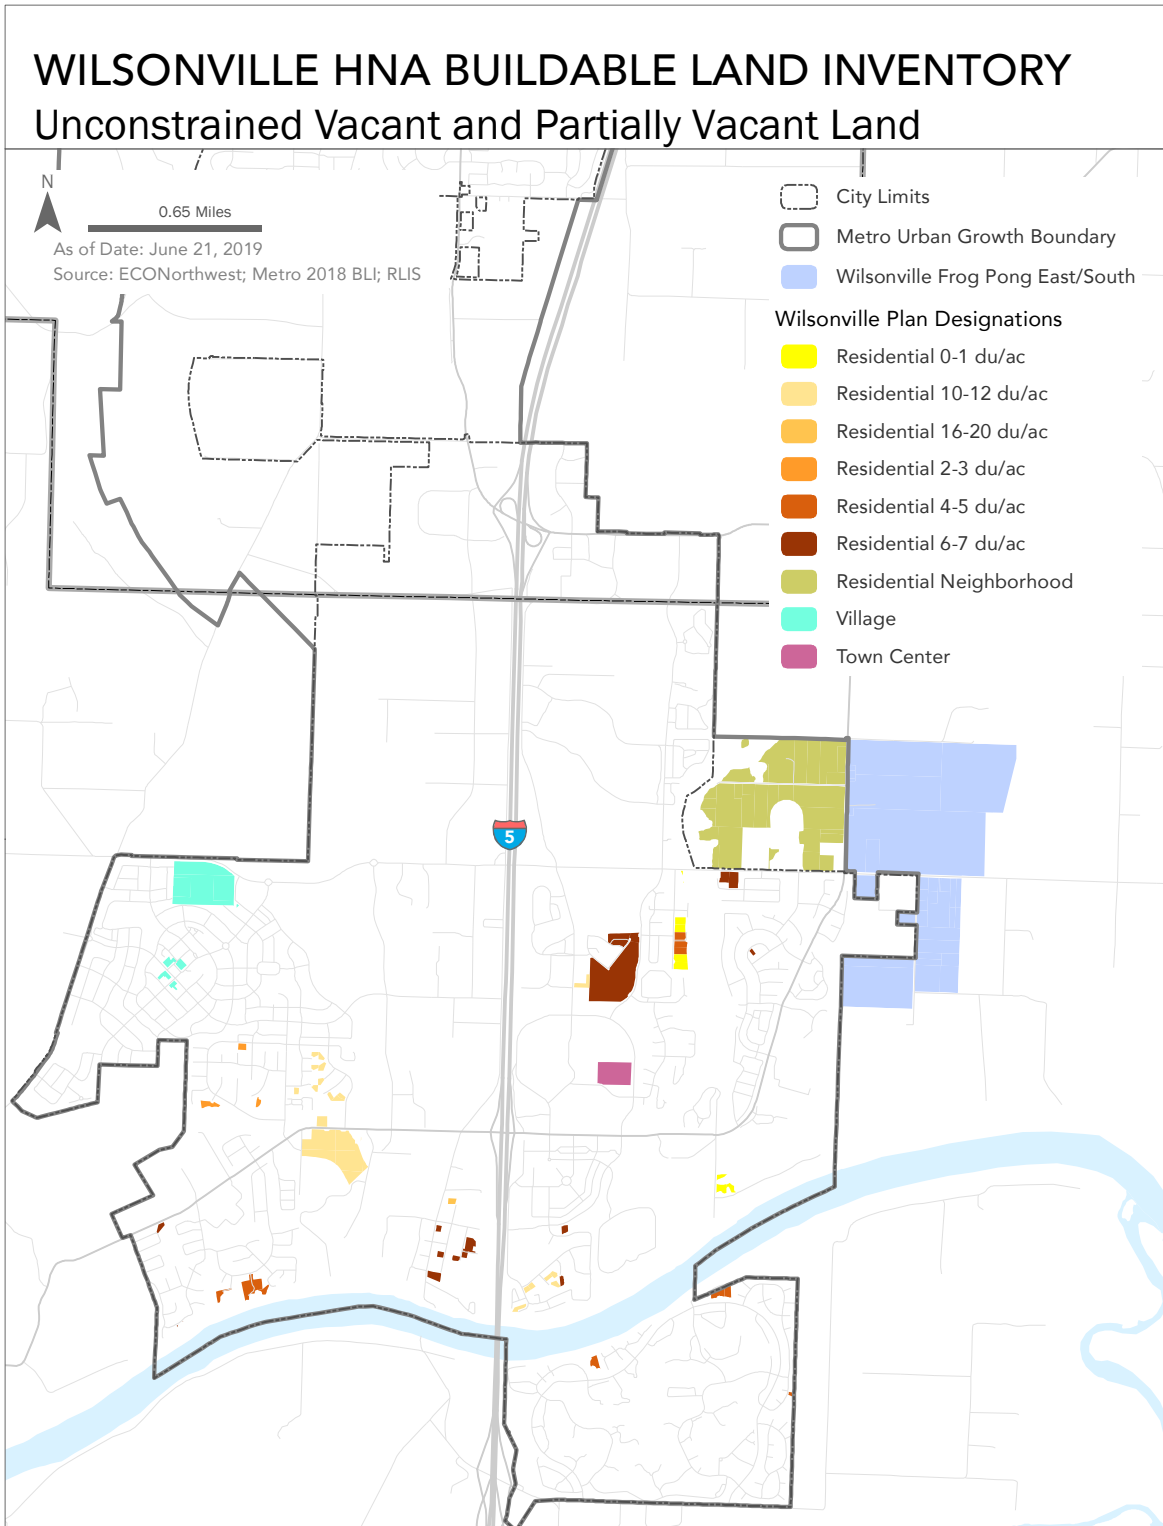 WILSONVILLE HNA BUILDABLE LAND INVENTORY
Unconstrained Vacant and Partially Vacant Land
N
0.65 Miles
As of Date: June 21, 2019
Source: ECONorthwest; Metro 2018 BLI; RLIS
City Limits
Metro Urban Growth Boundary
Wilsonville Frog Pong East/South
Wilsonville Plan Designations
Residential 0-1 du/ac
Residential 10-12 du/ac
Residential 16-20 du/ac
Residential 2-3 du/ac
Residential 4-5 du/ac
Residential 6-7 du/ac
Residential Neighborhood
Village
Town Center
5